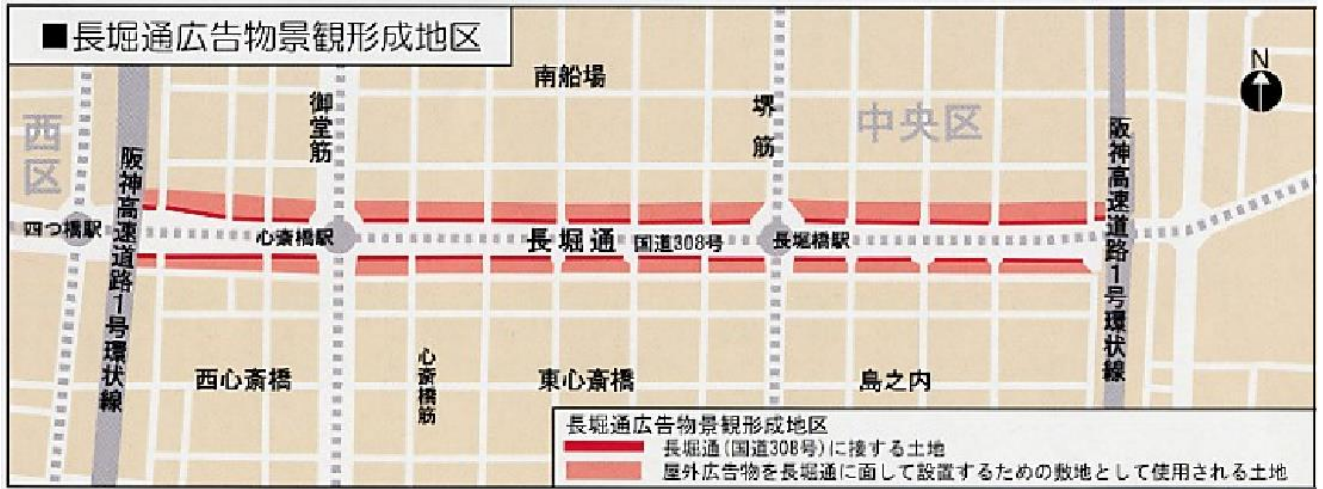 ■長堀通広告物景観形成地区
南船場
N
御堂筋
堺筋
中央区
西区
阪神高速道路1号環状線
阪神高速道路1号環状線
四つ橋駅
心斎橋駅
長堀通 国道308号
長堀橋駅
西心斎橋
心斎橋筋
東心斎橋
島之内
長堀通広告物景観形成地区
長堀通(国道308号)に接する土地
屋外広告物を長堀通に面して設置するための敷地として使用される土地